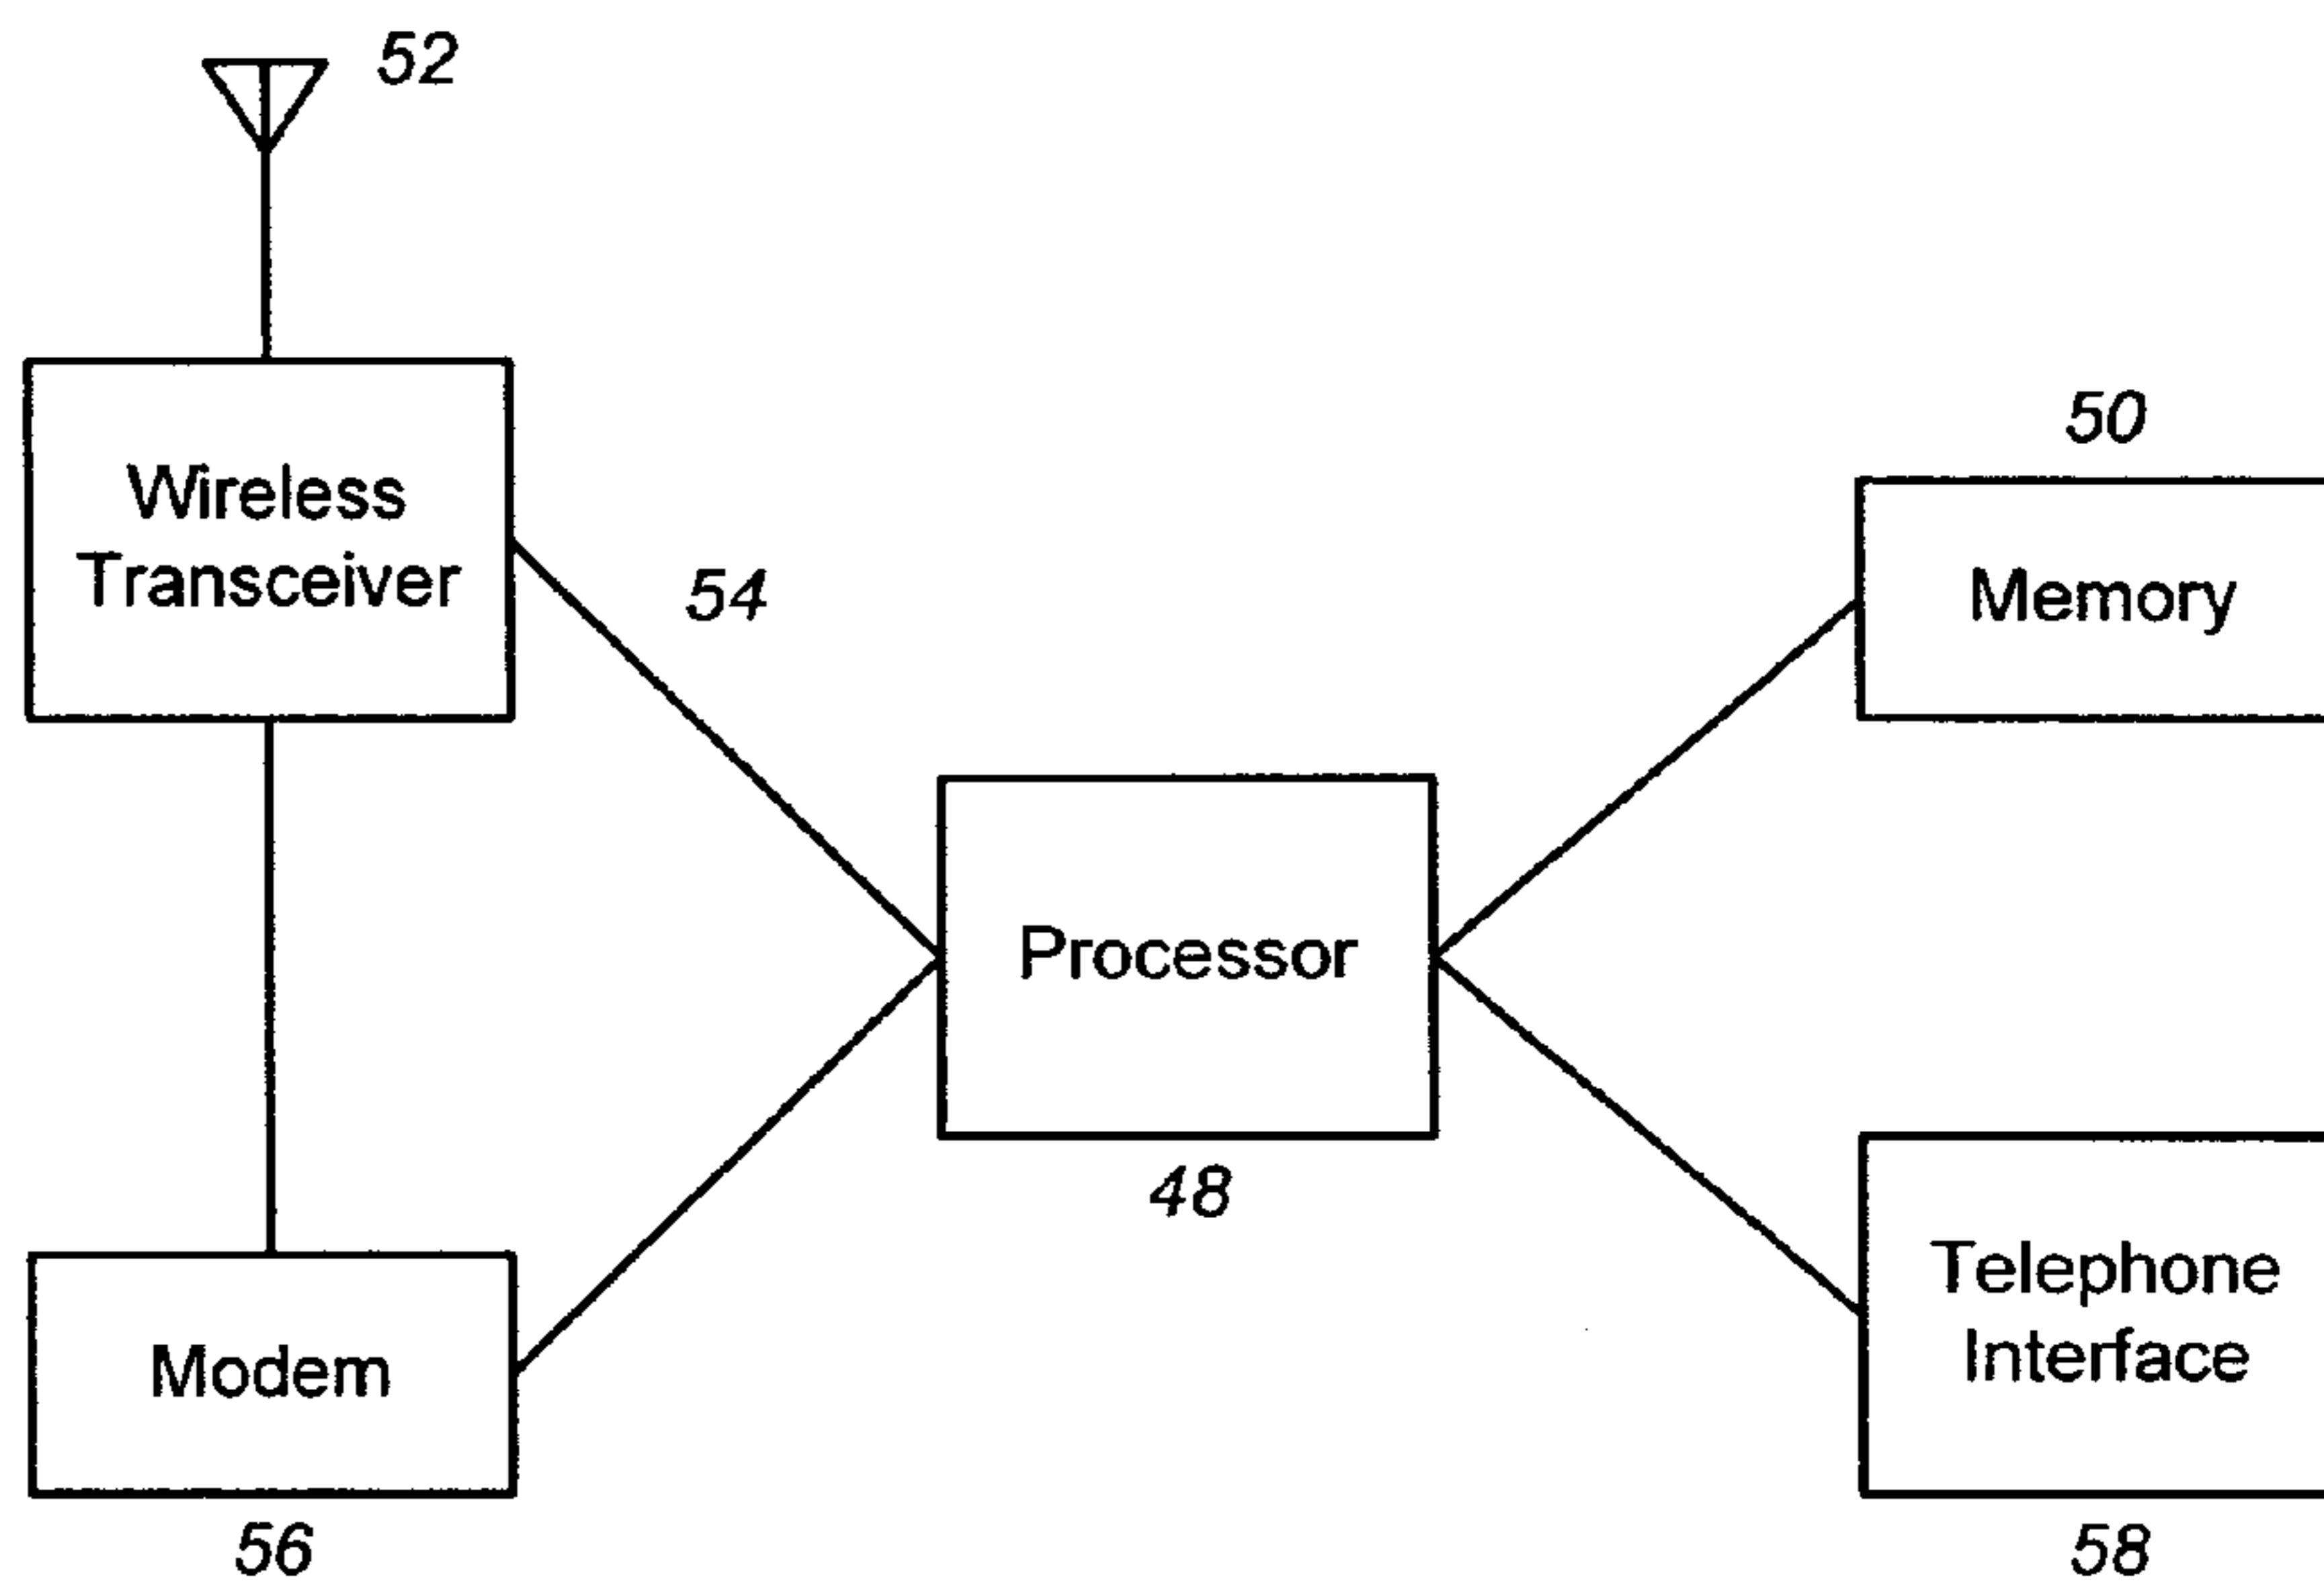 52
50
Wireless
Transceiver
54
Memory
Processor
48
Telephone
Interface
Modem
56
58